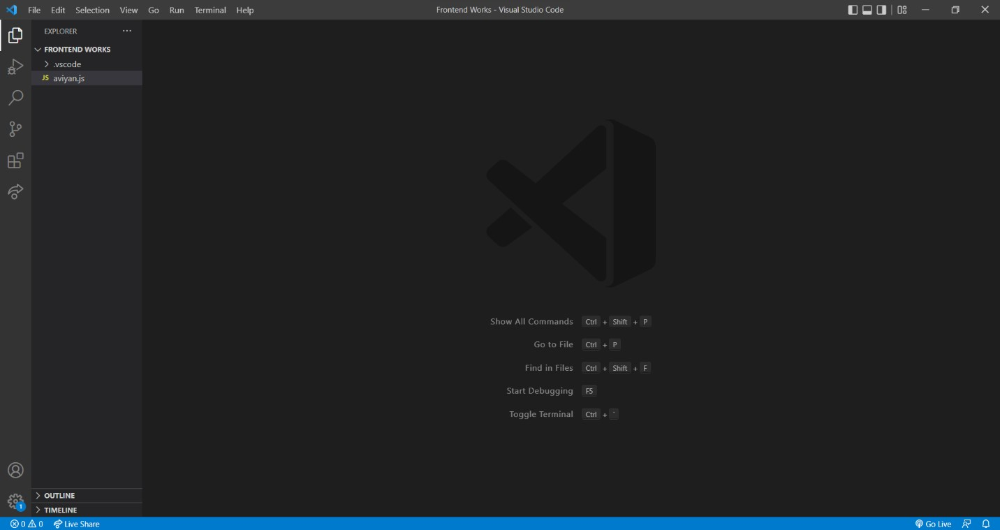 File Edit Selection View Go Run Terminal Help
Frontend Works - Visual Studio Code
EXPLORER
FRONTEND WORKS
.vscode
JS aviyan.js
Show All Commands Ctrl + Shift + P
Go to File Ctrl + P
Find in Files Ctrl + Shift + F
Start Debugging F5
Toggle Terminal Ctrl + `
1
OUTLINE
TIMELINE
0 0 Live Share
Go Live